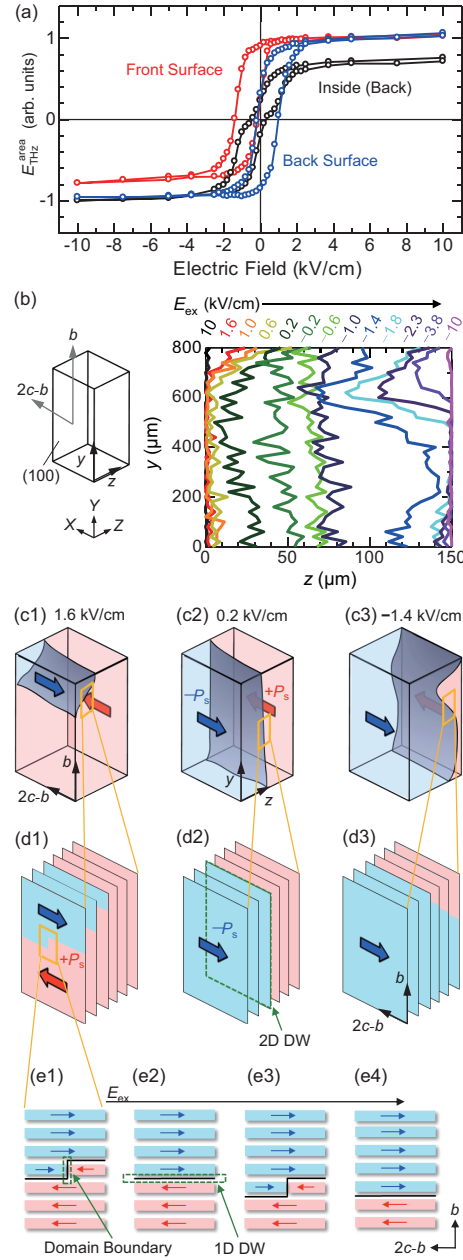 (a)
E_THz^area (arb. units)
1
0
-1
Front Surface
Inside (Back)
Back Surface
-10 -8 -6 -4 -2 0 2 4 6 8 10
Electric Field (kV/cm)
(b)
b
2c-b
(100)
y
z
Y
X
Z
E_ex (kV/cm)
10 1.6 1.0 0.6 0.2 -0.2 -0.6 -1.0 -1.4 -1.8 -2.3 -3.8 -10
800
600
400
200
0
y (μm)
0 50 100 150
z (μm)
(c1) 1.6 kV/cm
(c2) 0.2 kV/cm
(c3) −1.4 kV/cm
−P_s
+P_s
b
2c-b
y
z
(d1)
(d2)
(d3)
+P_s
−P_s
b
2c-b
2D DW
(e1)
(e2)
(e3)
(e4)
E_ex
Domain Boundary
1D DW
b
2c-b